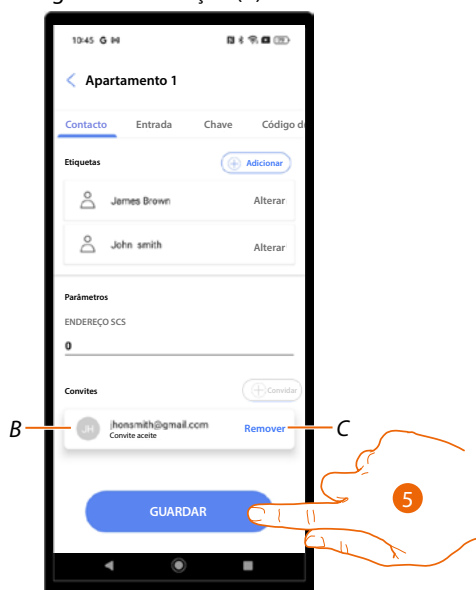 10:45
Apartamento 1
Contacto Entrada Chave Código d
Etiquetas Adicionar
James Brown Alterar
John smith Alterar
Parâmetros
ENDEREÇO SCS
0
Convites Convidar
B JH jhonsmith@gmail.com Remover C
Convite aceite
GUARDAR
5